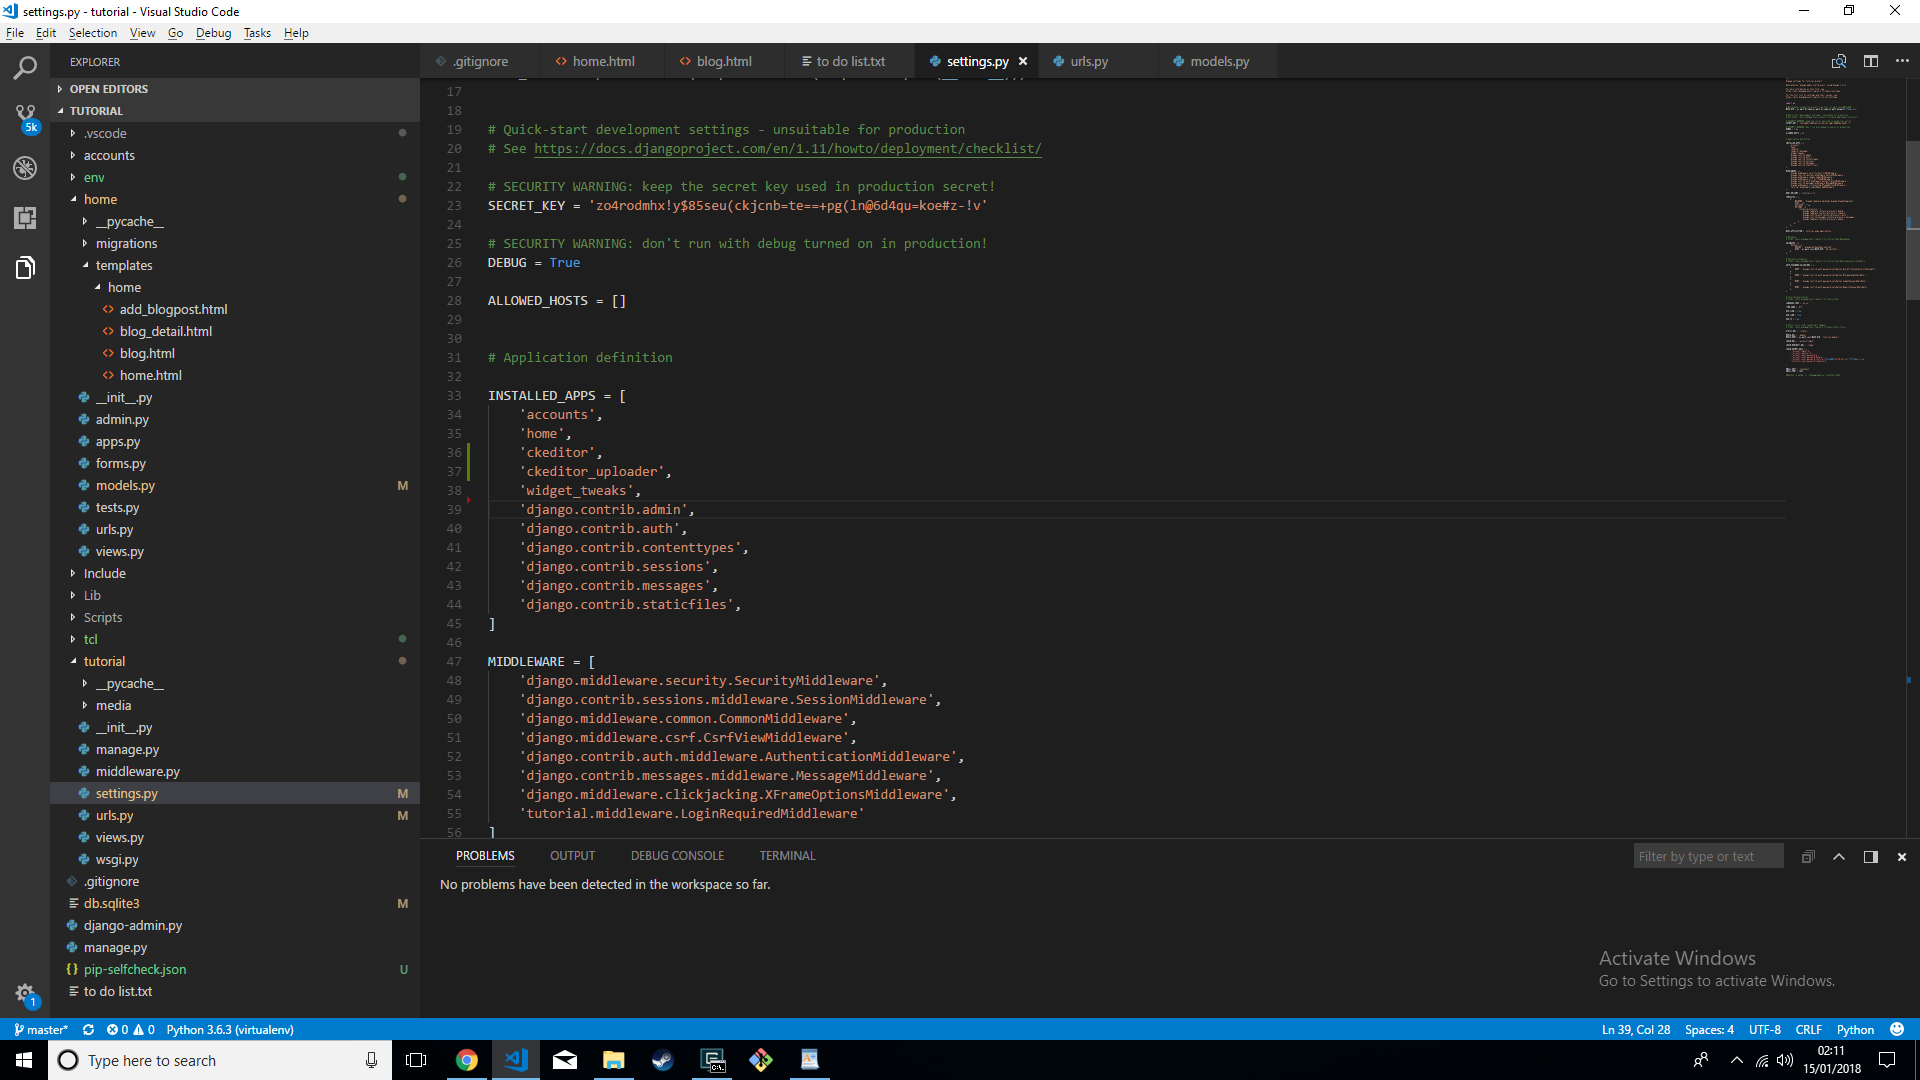 settings.py - tutorial - Visual Studio Code
File Edit Selection View Go Debug Tasks Help
EXPLORER
OPEN EDITORS
TUTORIAL
.vscode
accounts
env
home
__pycache__
migrations
templates
home
add_blogpost.html
blog_detail.html
blog.html
home.html
__init__.py
admin.py
apps.py
forms.py
models.py M
tests.py
urls.py
views.py
Include
Lib
Scripts
tcl
tutorial
__pycache__
media
__init__.py
manage.py
middleware.py
settings.py M
urls.py M
views.py
wsgi.py
.gitignore
db.sqlite3 M
django-admin.py
manage.py
pip-selfcheck.json U
to do list.txt
5k
1
.gitignore home.html blog.html to do list.txt settings.py urls.py models.py
17
18
19 # Quick-start development settings - unsuitable for production
20 # See https://docs.djangoproject.com/en/1.11/howto/deployment/checklist/
21
22 # SECURITY WARNING: keep the secret key used in production secret!
23 SECRET_KEY = 'zo4rodmhx!y$85seu(ckjcnb=te==+pg(ln@6d4qu=koe#z-!v'
24
25 # SECURITY WARNING: don't run with debug turned on in production!
26 DEBUG = True
27
28 ALLOWED_HOSTS = []
29
30
31 # Application definition
32
33 INSTALLED_APPS = [
34 'accounts',
35 'home',
36 'ckeditor',
37 'ckeditor_uploader',
38 'widget_tweaks',
39 'django.contrib.admin',
40 'django.contrib.auth',
41 'django.contrib.contenttypes',
42 'django.contrib.sessions',
43 'django.contrib.messages',
44 'django.contrib.staticfiles',
45 ]
46
47 MIDDLEWARE = [
48 'django.middleware.security.SecurityMiddleware',
49 'django.contrib.sessions.middleware.SessionMiddleware',
50 'django.middleware.common.CommonMiddleware',
51 'django.middleware.csrf.CsrfViewMiddleware',
52 'django.contrib.auth.middleware.AuthenticationMiddleware',
53 'django.contrib.messages.middleware.MessageMiddleware',
54 'django.middleware.clickjacking.XFrameOptionsMiddleware',
55 'tutorial.middleware.LoginRequiredMiddleware'
56 ]
PROBLEMS OUTPUT DEBUG CONSOLE TERMINAL Filter by type or text
No problems have been detected in the workspace so far.
Activate Windows
Go to Settings to activate Windows.
master* 0 0 Python 3.6.3 (virtualenv) Ln 39, Col 28 Spaces: 4 UTF-8 CRLF Python
Type here to search
02:11
15/01/2018